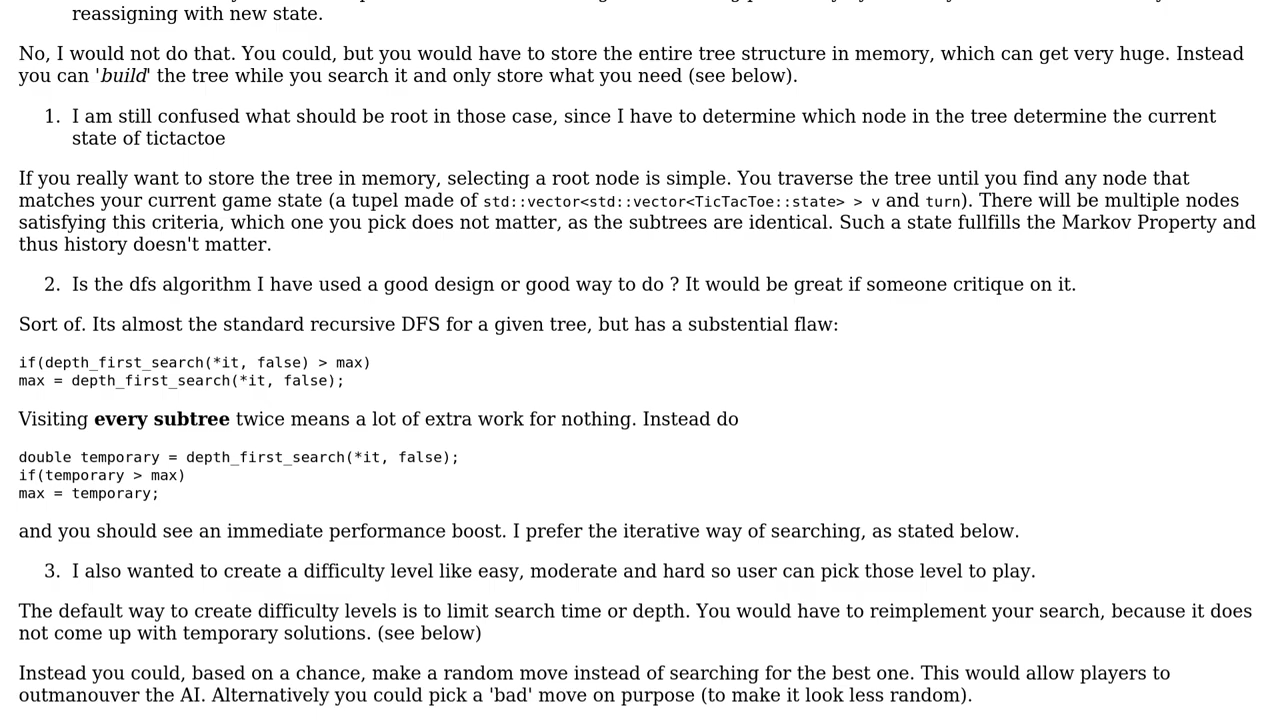 reassigning with new state.
No, I would not do that. You could, but you would have to store the entire tree structure in memory, which can get very huge. Instead
you can 'build' the tree while you search it and only store what you need (see below).
1. I am still confused what should be root in those case, since I have to determine which node in the tree determine the current
state of tictactoe
If you really want to store the tree in memory, selecting a root node is simple. You traverse the tree until you find any node that
matches your current game state (a tupel made of std::vector<std::vector<TicTacToe::state> > v and turn). There will be multiple nodes
satisfying this criteria, which one you pick does not matter, as the subtrees are identical. Such a state fullfills the Markov Property and
thus history doesn't matter.
2. Is the dfs algorithm I have used a good design or good way to do ? It would be great if someone critique on it.
Sort of. Its almost the standard recursive DFS for a given tree, but has a substential flaw:
if(depth_first_search(*it, false) > max)
max = depth_first_search(*it, false);
Visiting every subtree twice means a lot of extra work for nothing. Instead do
double temporary = depth_first_search(*it, false);
if(temporary > max)
max = temporary;
and you should see an immediate performance boost. I prefer the iterative way of searching, as stated below.
3. I also wanted to create a difficulty level like easy, moderate and hard so user can pick those level to play.
The default way to create difficulty levels is to limit search time or depth. You would have to reimplement your search, because it does
not come up with temporary solutions. (see below)
Instead you could, based on a chance, make a random move instead of searching for the best one. This would allow players to
outmanouver the AI. Alternatively you could pick a 'bad' move on purpose (to make it look less random).